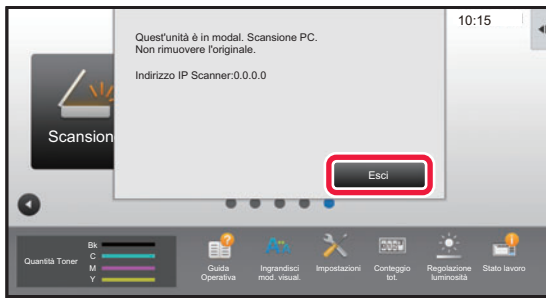 Quest'unità è in modal. Scansione PC.
Non rimuovere l'originale.
Indirizzo IP Scanner:0.0.0.0
10:15
Scansion
Esci
Quantità Toner
Bk
C
M
Y
Guida
Operativa
Ingrandisci
mod. visual.
Impostazioni
Conteggio
tot.
Regolazione
luminosità
Stato lavoro